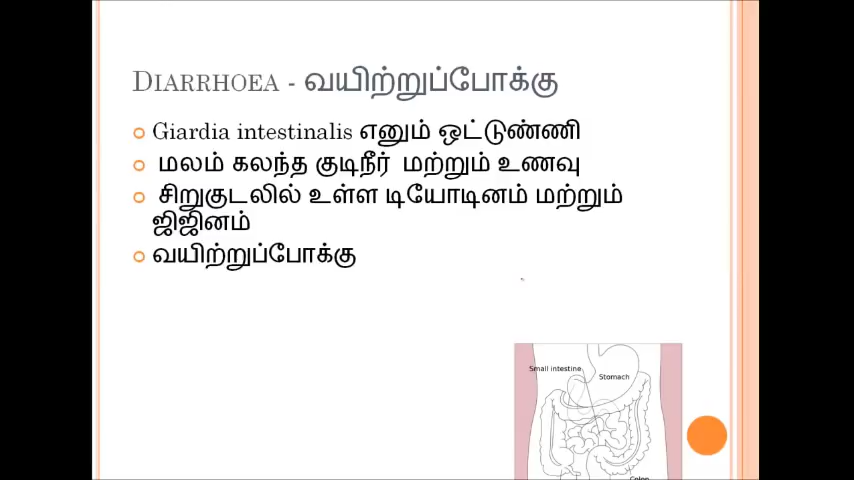 DIARRHOEA - வயிற்றுப்போக்கு
Giardia intestinalis எனும் ஒட்டுண்ணி
மலம் கலந்த குடிநீர் மற்றும் உணவு
சிறுகுடலில் உள்ள டியோடினம் மற்றும்
ஜிஜினம்
வயிற்றுப்போக்கு
Small intestine
Stomach
Colon